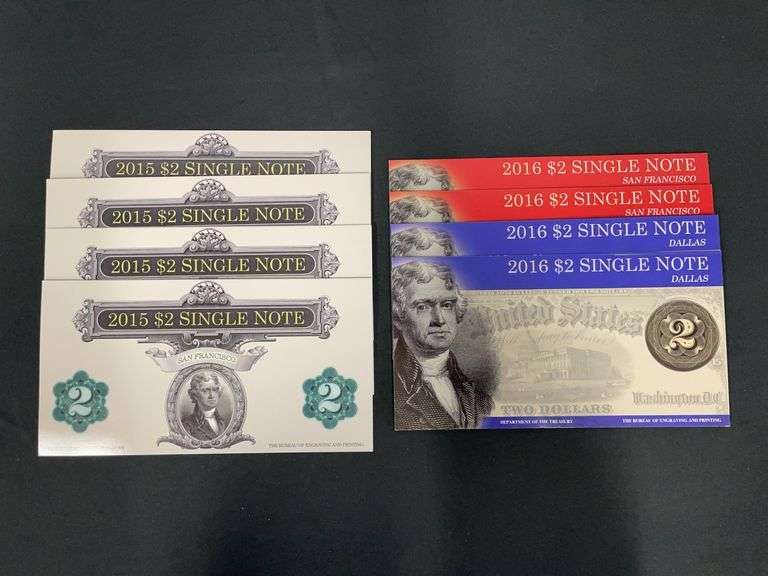 2015 $2 SINGLE NOTE
2015 $2 SINGLE NOTE
2015 $2 SINGLE NOTE
2015 $2 SINGLE NOTE
SAN FRANCISCO
2
2
THE BUREAU OF ENGRAVING AND PRINTING
2016 $2 SINGLE NOTE
SAN FRANCISCO
2016 $2 SINGLE NOTE
SAN FRANCISCO
2016 $2 SINGLE NOTE
DALLAS
2016 $2 SINGLE NOTE
DALLAS
United States
2
Washington, D.C.
TWO DOLLARS
DEPARTMENT OF THE TREASURY
THE BUREAU OF ENGRAVING AND PRINTING